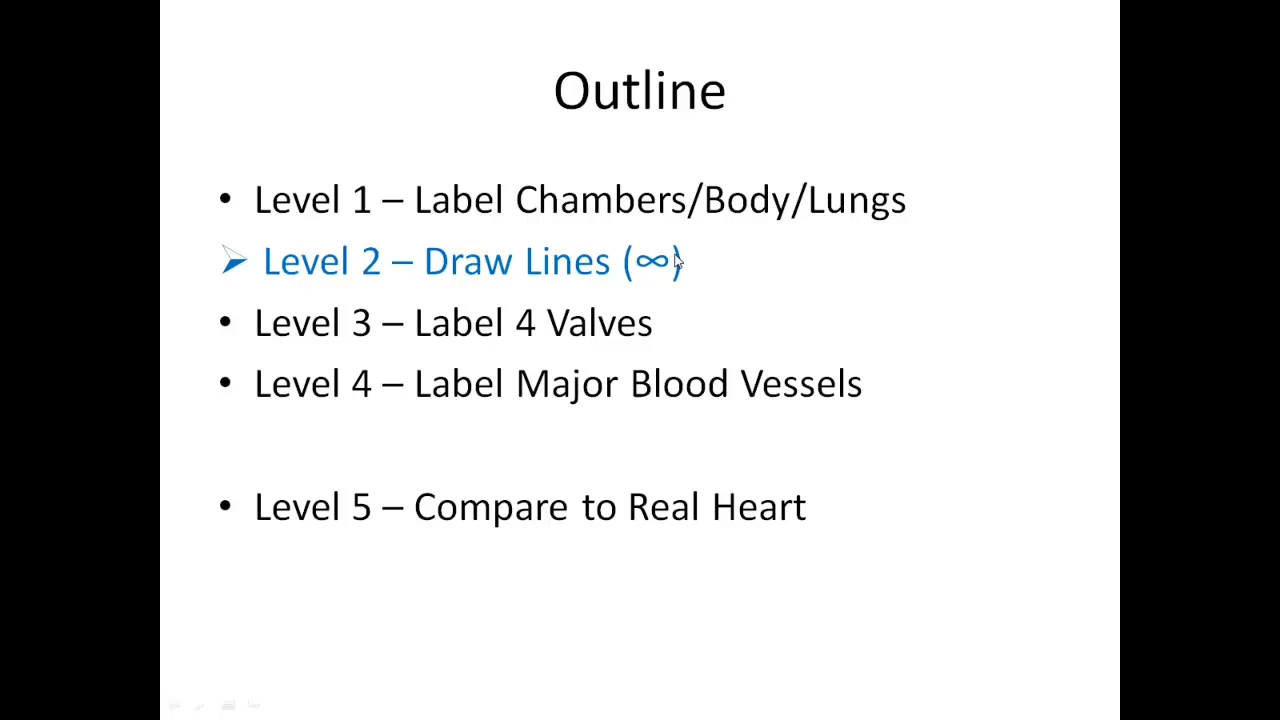 Outline
• Level 1 – Label Chambers/Body/Lungs
➢ Level 2 – Draw Lines (∞)
• Level 3 – Label 4 Valves
• Level 4 – Label Major Blood Vessels
• Level 5 – Compare to Real Heart